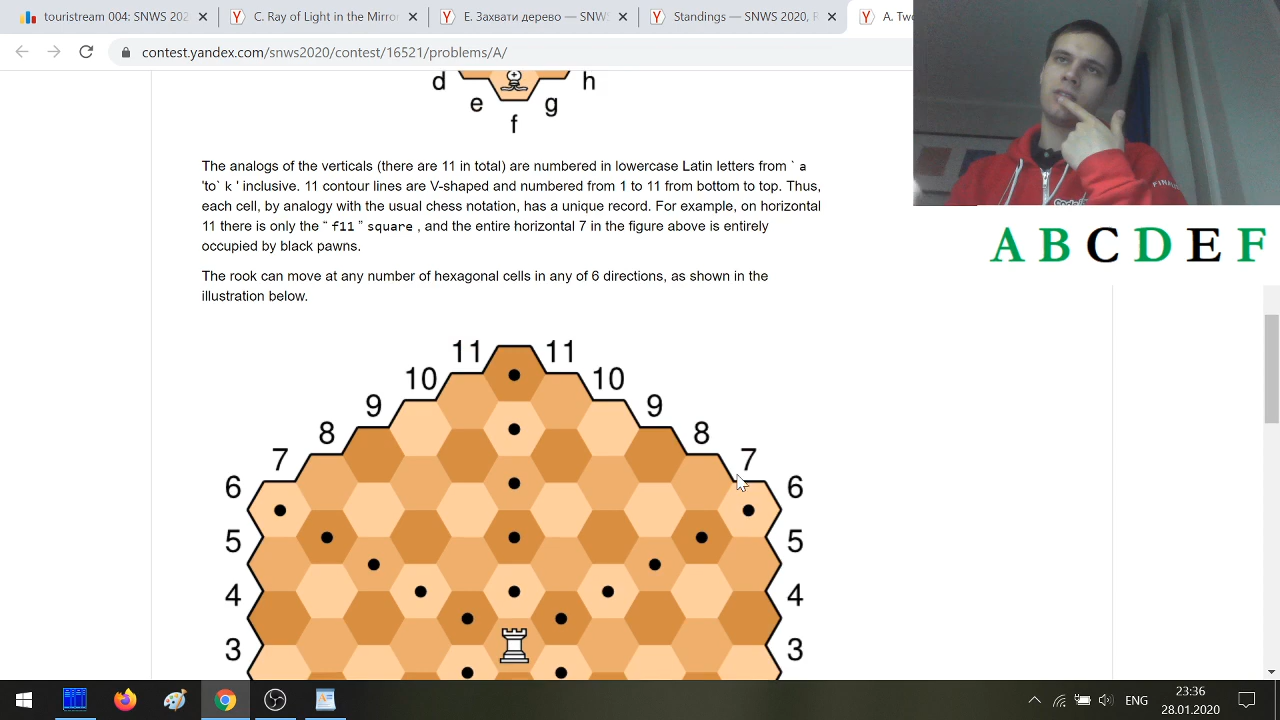 touristream 004: SNWS 202
C. Ray of Light in the Mirror
E. Захвати дерево — SNWS
Standings — SNWS 2020, R
A. Tw
contest.yandex.com/snws2020/contest/16521/problems/A/
d h
e g
f
The analogs of the verticals (there are 11 in total) are numbered in lowercase Latin letters from ` a
'to` k ' inclusive. 11 contour lines are V-shaped and numbered from 1 to 11 from bottom to top. Thus,
each cell, by analogy with the usual chess notation, has a unique record. For example, on horizontal
11 there is only the " f11 " square , and the entire horizontal 7 in the figure above is entirely
occupied by black pawns.
The rook can move at any number of hexagonal cells in any of 6 directions, as shown in the
illustration below.
11 11
10 10
9 9
8 8
7 7
6 6
5 5
4 4
3 3
A B C D E F
ENG
23:36
28.01.2020